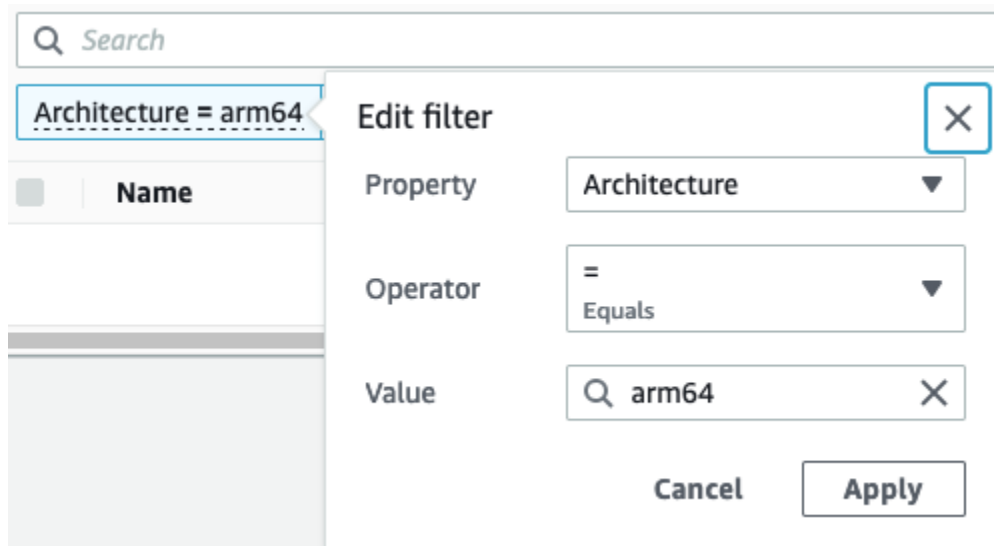 Search
Architecture = arm64
Edit filter
Name
Property
Architecture
Operator
=
Equals
Value
arm64
Cancel
Apply